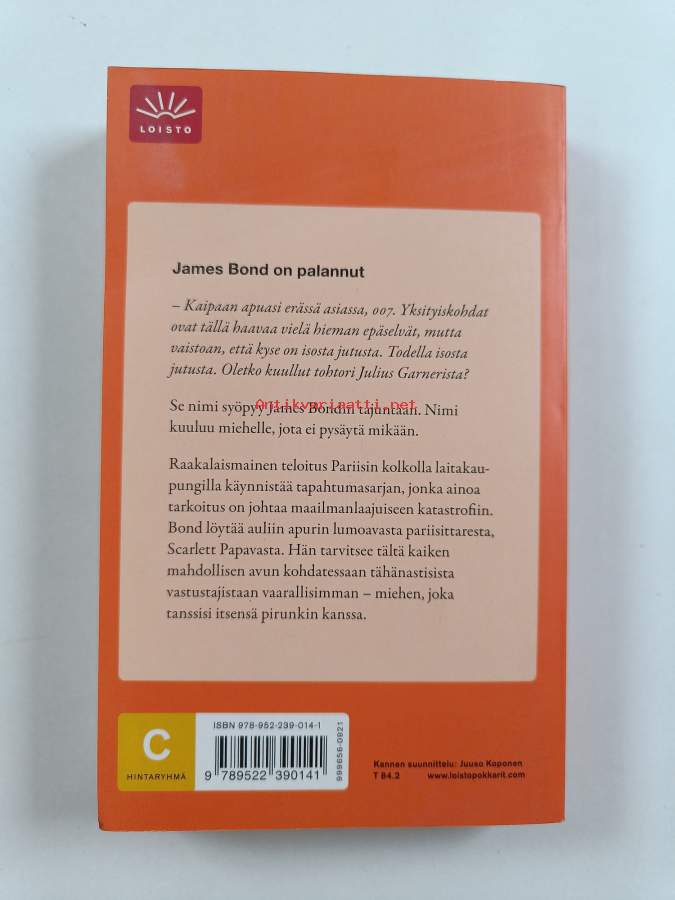 LOISTO
James Bond on palannut
– Kaipaan apuasi erässä asiassa, 007. Yksityiskohdat
ovat tällä haavaa vielä hieman epäselvät, mutta
vaistoan, että kyse on isosta jutusta. Todella isosta
jutusta. Oletko kuullut tohtori Julius Garnerista?
Antikvariaatti.net
Se nimi syöpyy James Bondin tajuntaan. Nimi
kuuluu miehelle, jota ei pysäytä mikään.
Raakalaismainen teloitus Pariisin kolkolla laitakau-
pungilla käynnistää tapahtumasarjan, jonka ainoa
tarkoitus on johtaa maailmanlaajuiseen katastrofiin.
Bond löytää auliin apurin lumoavasta pariisittaresta,
Scarlett Papavasta. Hän tarvitsee tältä kaiken
mahdollisen avun kohdatessaan tähänastisista
vastustajistaan vaarallisimman – miehen, joka
tanssisi itsensä pirunkin kanssa.
C
HINTARYHMÄ
ISBN 978-952-239-014-1
9 789522 390141
999656-0821
Kannen suunnittelu: Juuso Koponen
T 84.2 www.loistopokkarit.com